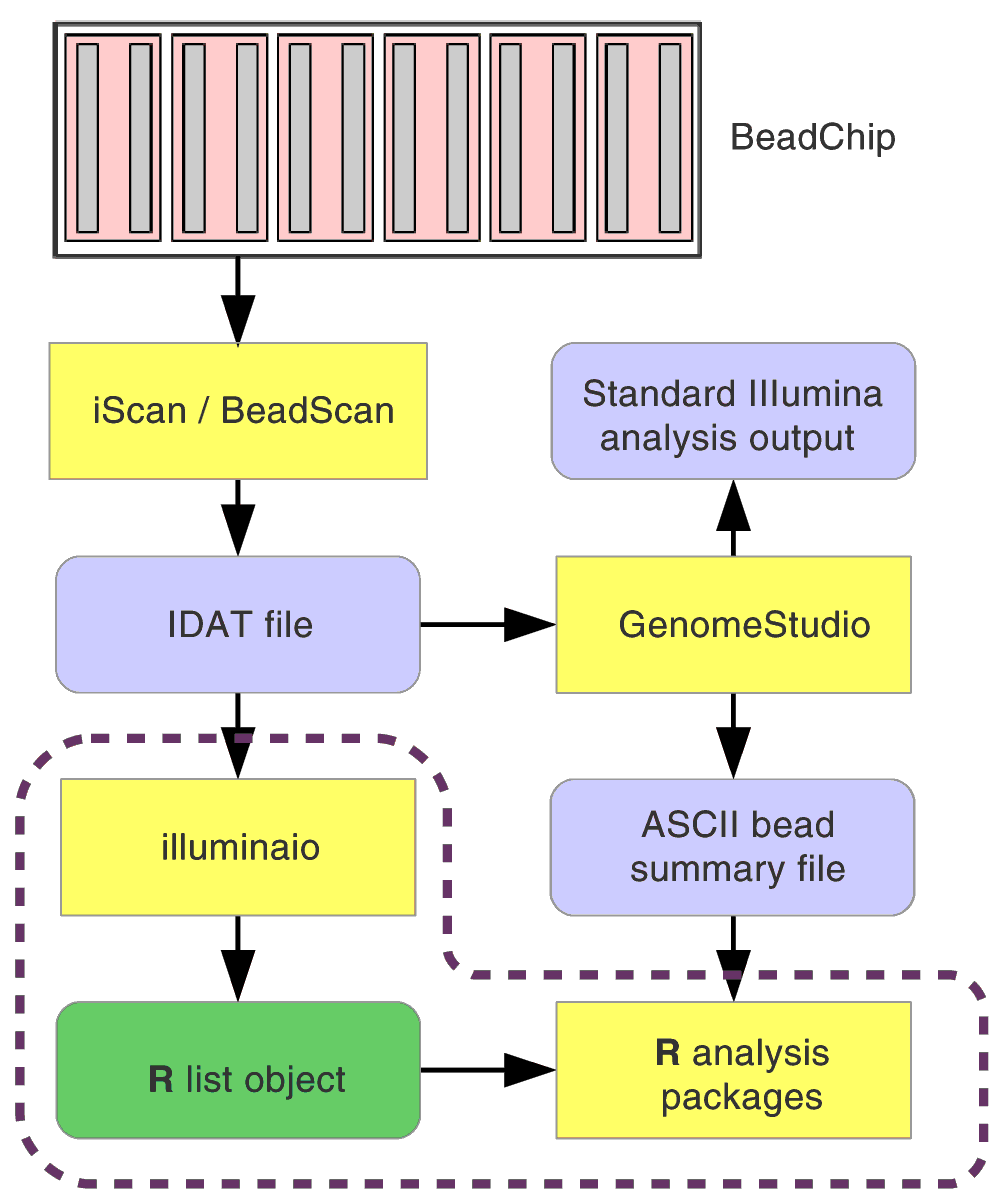 BeadChip
iScan / BeadScan
Standard Illumina
analysis output
IDAT file
GenomeStudio
illuminaio
ASCII bead
summary file
R list object
R analysis
packages